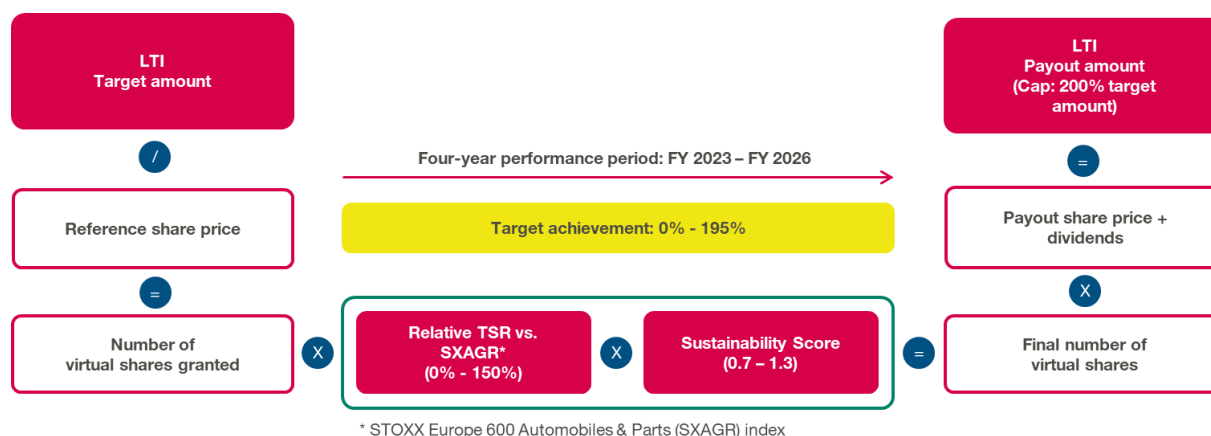 LTI
Target amount
/
Reference share price
=
Number of
virtual shares granted
X
Four-year performance period: FY 2023 – FY 2026
Target achievement: 0% - 195%
Relative TSR vs.
SXAGR*
(0% - 150%)
X
Sustainability Score
(0.7 – 1.3)
* STOXX Europe 600 Automobiles & Parts (SXAGR) index
=
LTI
Payout amount
(Cap: 200% target
amount)
=
Payout share price +
dividends
X
Final number of
virtual shares